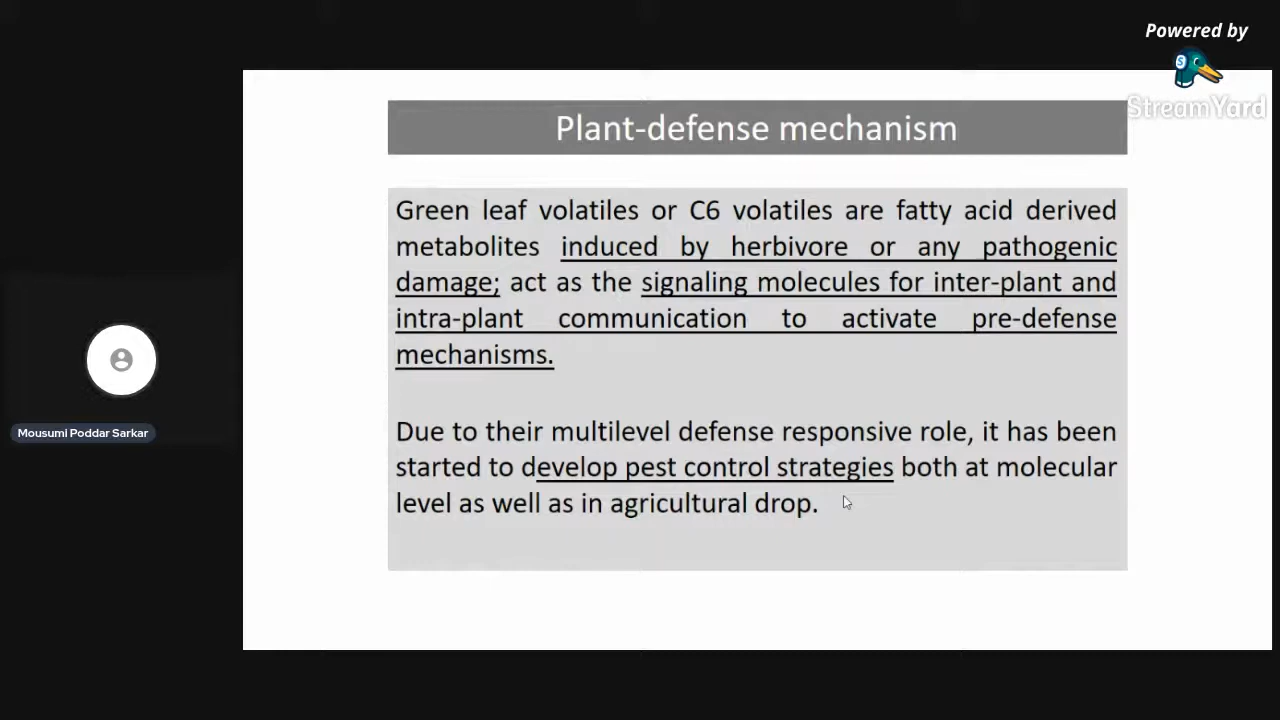 Powered by
StreamYard
Plant-defense mechanism
Green leaf volatiles or C6 volatiles are fatty acid derived
metabolites induced by herbivore or any pathogenic
damage; act as the signaling molecules for inter-plant and
intra-plant communication to activate pre-defense
mechanisms.
Due to their multilevel defense responsive role, it has been
started to develop pest control strategies both at molecular
level as well as in agricultural drop.
Mousumi Poddar Sarkar